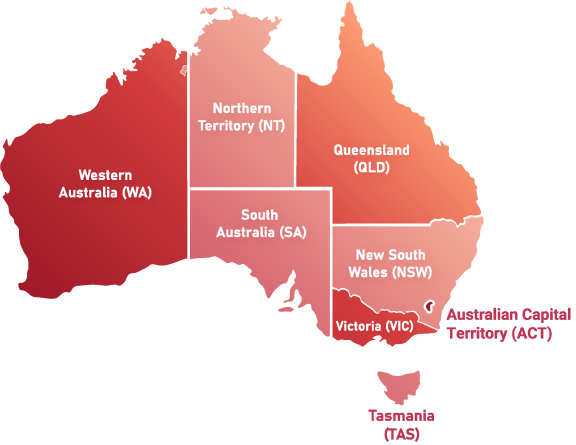 Northern
Territory (NT)
Queensland
(QLD)
Western
Australia (WA)
South
Australia (SA)
New South
Wales (NSW)
Australian Capital
Territory (ACT)
Victoria (VIC)
Tasmania
(TAS)